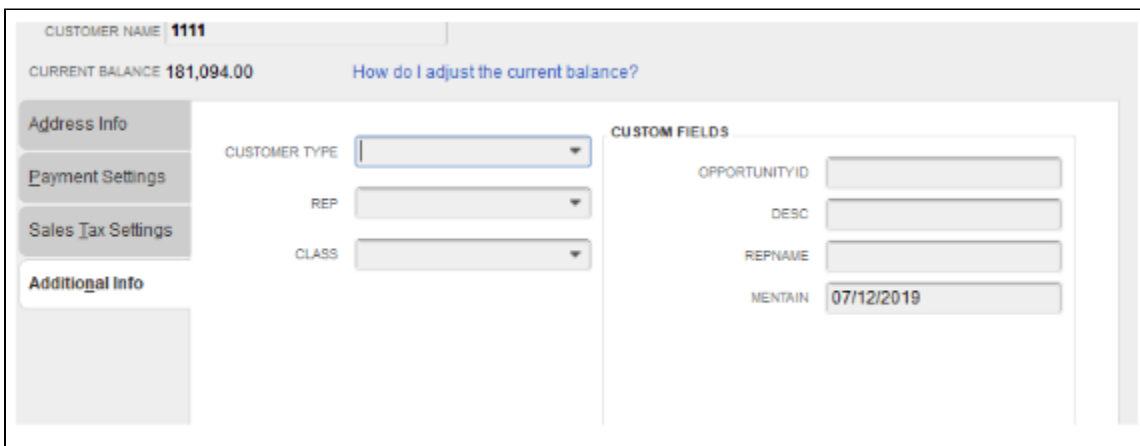 CUSTOMER NAME 1111
CURRENT BALANCE 181,094.00 How do I adjust the current balance?
Address Info
Payment Settings
Sales Tax Settings
Additional Info
CUSTOMER TYPE
REP
CLASS
CUSTOM FIELDS
OPPORTUNITYID
DESC
REPNAME
MENTAIN 07/12/2019